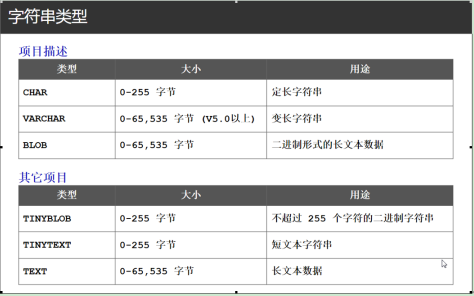 字符串类型
项目描述
类型 大小 用途
CHAR 0-255 字节 定长字符串
VARCHAR 0-65,535 字节 (V5.0以上) 变长字符串
BLOB 0-65,535 字节 二进制形式的长文本数据
其它项目
类型 大小 用途
TINYBLOB 0-255 字节 不超过 255 个字符的二进制字符串
TINYTEXT 0-255 字节 短文本字符串
TEXT 0-65,535 字节 长文本数据